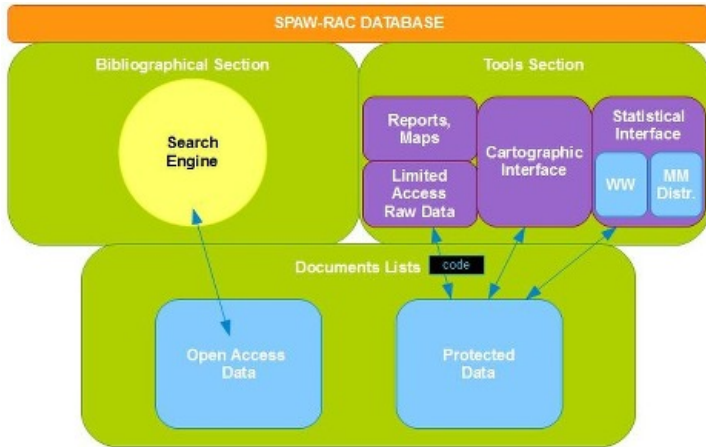 SPAW-RAC DATABASE
Bibliographical Section
Search
Engine
Tools Section
Reports,
Maps
Limited
Access
Raw Data
Cartographic
Interface
Statistical
Interface
WW
MM
Distr.
Documents Lists
code
Open Access
Data
Protected
Data